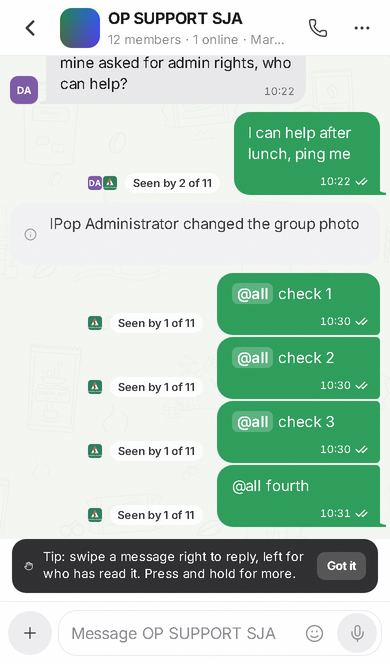 OP SUPPORT SJA
12 members · 1 online · Mar...
mine asked for admin rights, who
can help?
10:22
DA
I can help after
lunch, ping me
10:22
DA
Seen by 2 of 11
IPop Administrator changed the group photo
@all check 1
10:30
Seen by 1 of 11
@all check 2
10:30
Seen by 1 of 11
@all check 3
10:30
Seen by 1 of 11
@all fourth
10:31
Seen by 1 of 11
Tip: swipe a message right to reply, left for
who has read it. Press and hold for more.
Got it
Message OP SUPPORT SJA